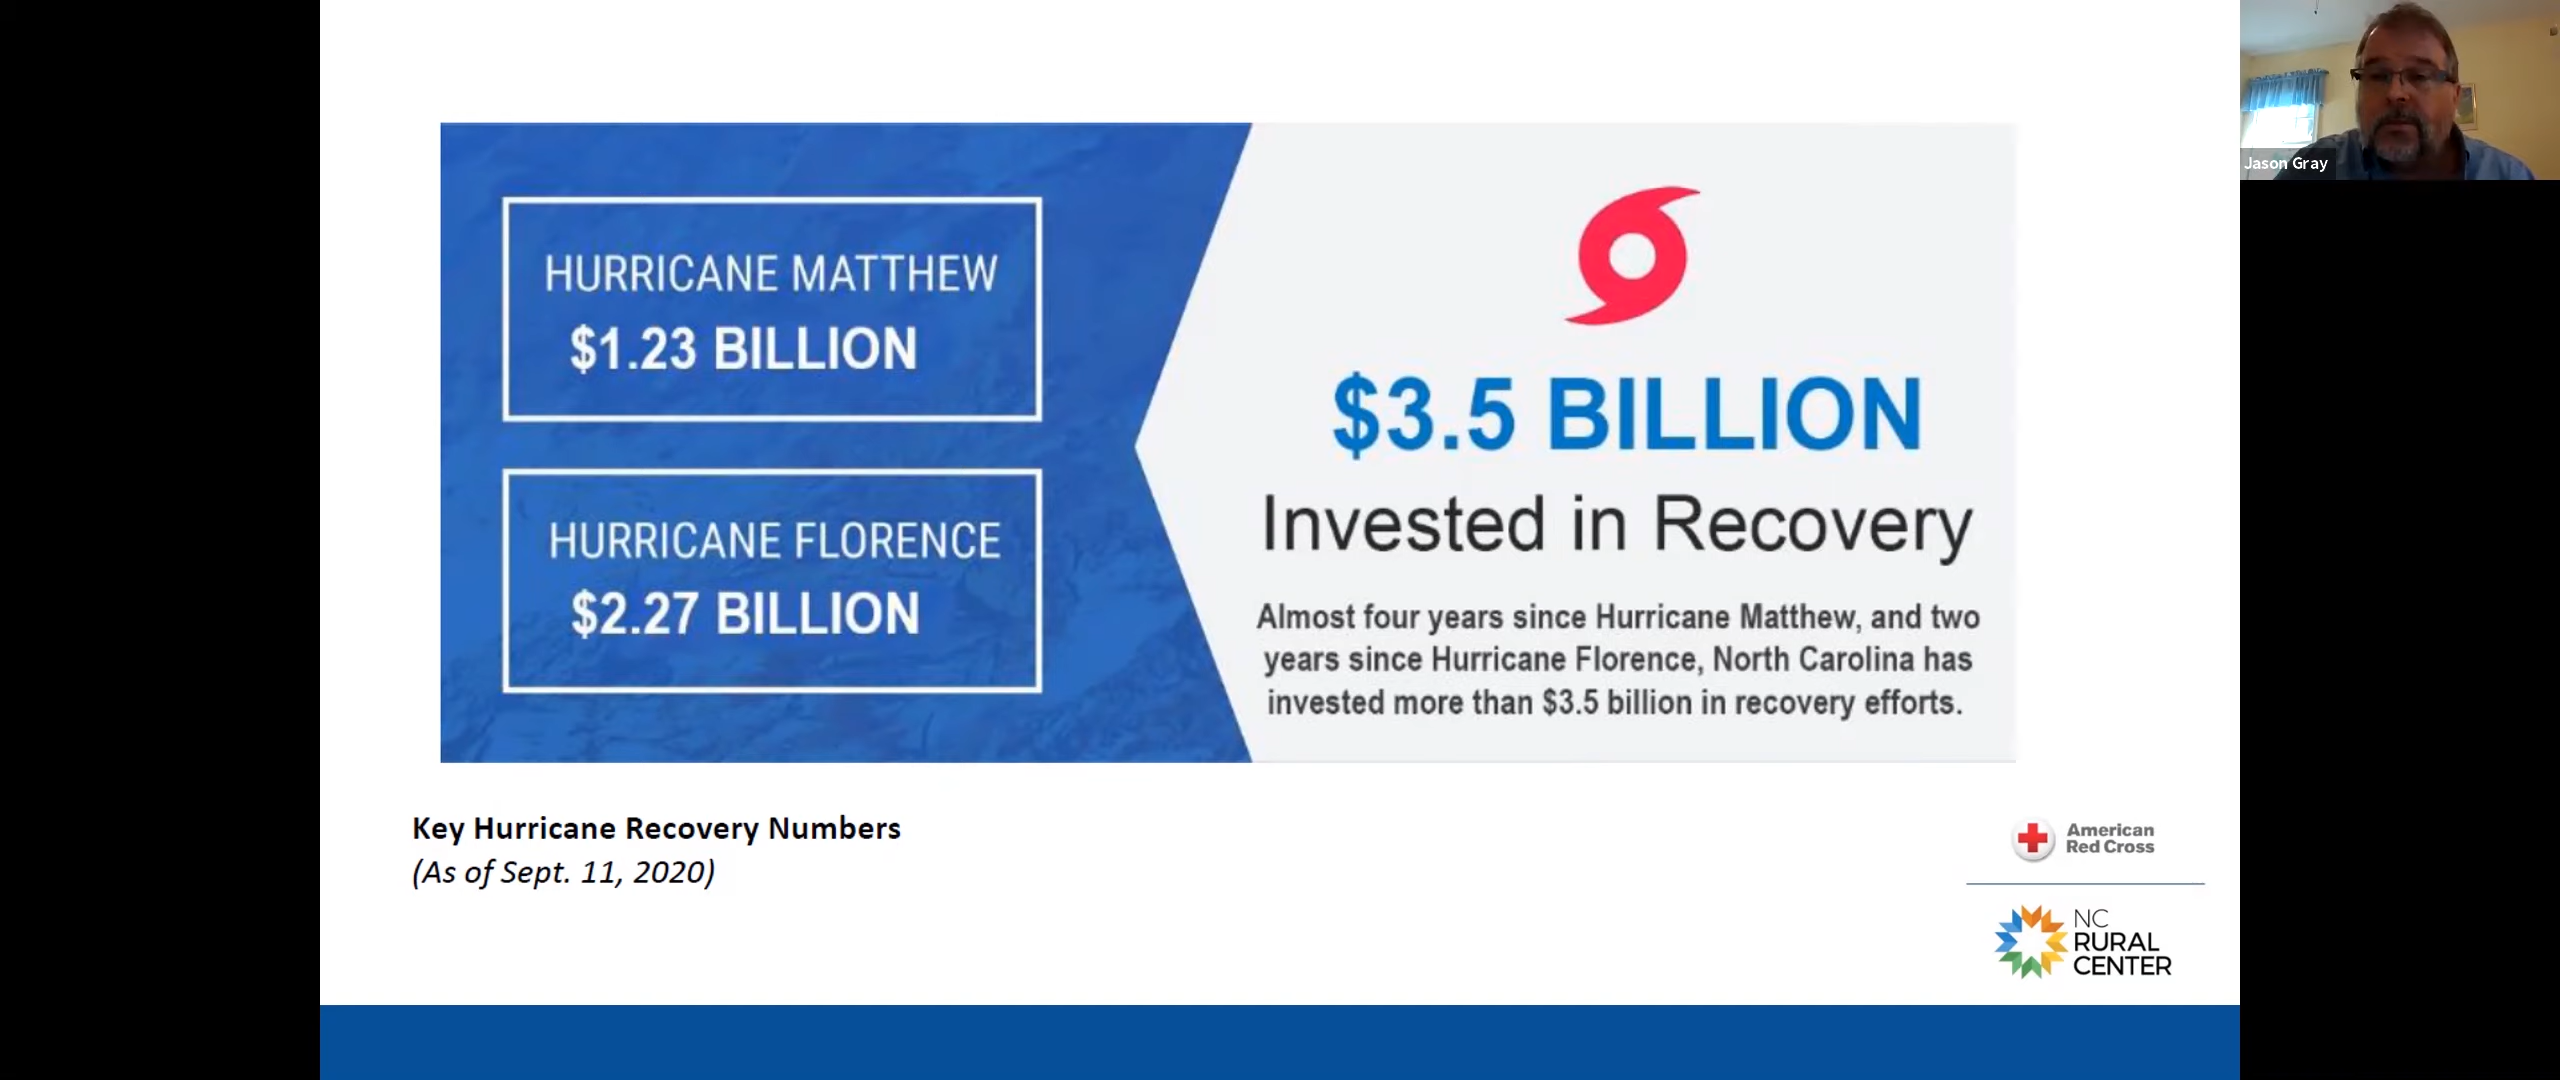 HURRICANE MATTHEW
$1.23 BILLION
HURRICANE FLORENCE
$2.27 BILLION
$3.5 BILLION
Invested in Recovery
Almost four years since Hurricane Matthew, and two
years since Hurricane Florence, North Carolina has
invested more than $3.5 billion in recovery efforts.
Key Hurricane Recovery Numbers
(As of Sept. 11, 2020)
American
Red Cross
NC
RURAL
CENTER
Jason Gray